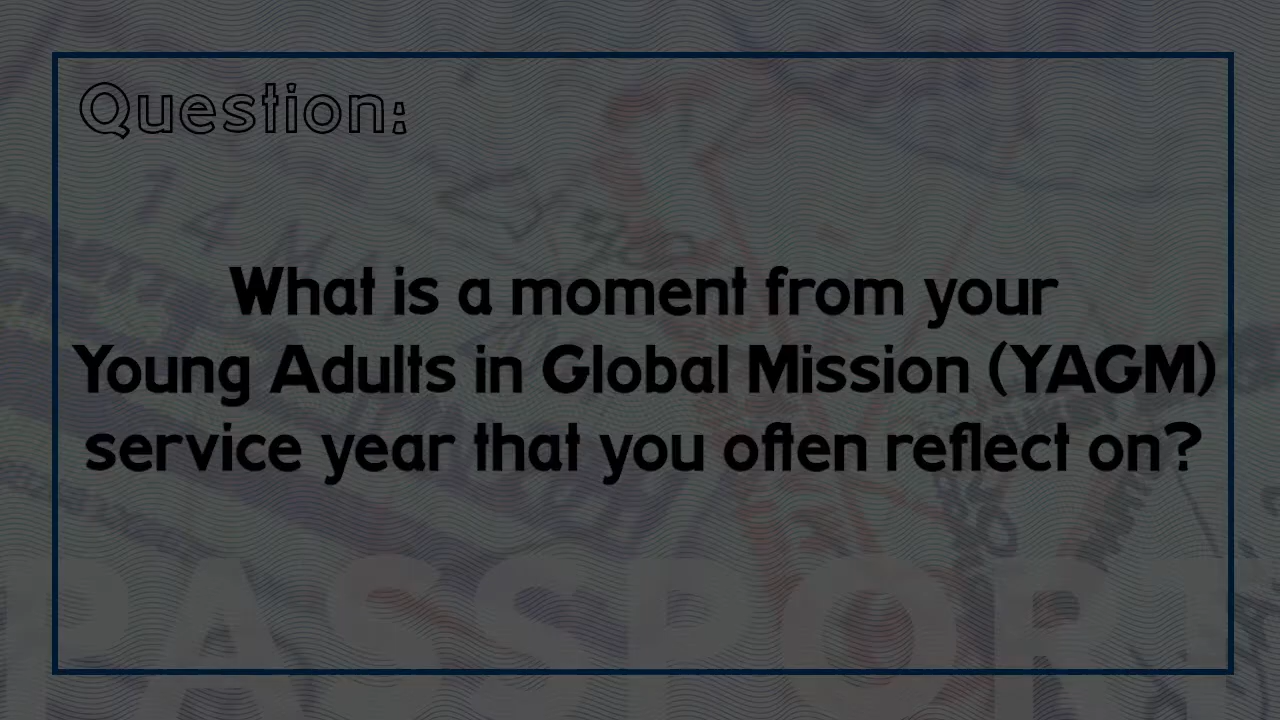 Question:
What is a moment from your
Young Adults in Global Mission (YAGM)
service year that you often reflect on?
PASSPORT